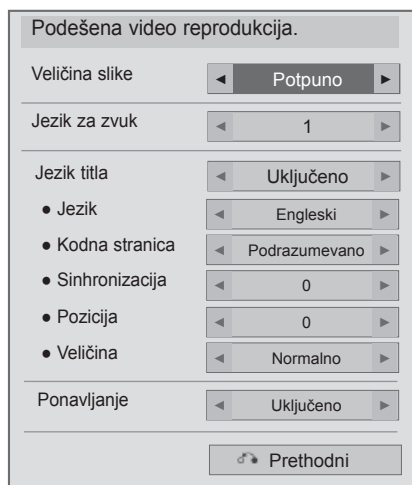 Podešena video reprodukcija.
Veličina slike ◄ Potpuno ►
Jezik za zvuk ◄ 1 ►
Jezik titla ◄ Uključeno ►
● Jezik ◄ Engleski ►
● Kodna stranica ◄ Podrazumevano ►
● Sinhronizacija ◄ 0 ►
● Pozicija ◄ 0 ►
● Veličina ◄ Normalno ►
Ponavljanje ◄ Uključeno ►
Prethodni